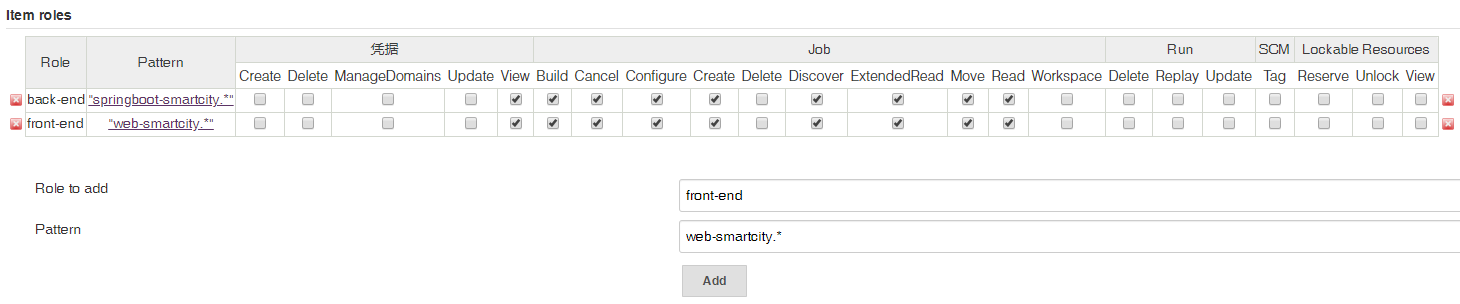 Item roles
Role Pattern 凭据 Job Run SCM Lockable Resources
Create Delete ManageDomains Update View Build Cancel Configure Create Delete Discover ExtendedRead Move Read Workspace Delete Replay Update Tag Reserve Unlock View
back-end "springboot-smartcity.*"
front-end "web-smartcity.*"
Role to add front-end
Pattern web-smartcity.*
Add